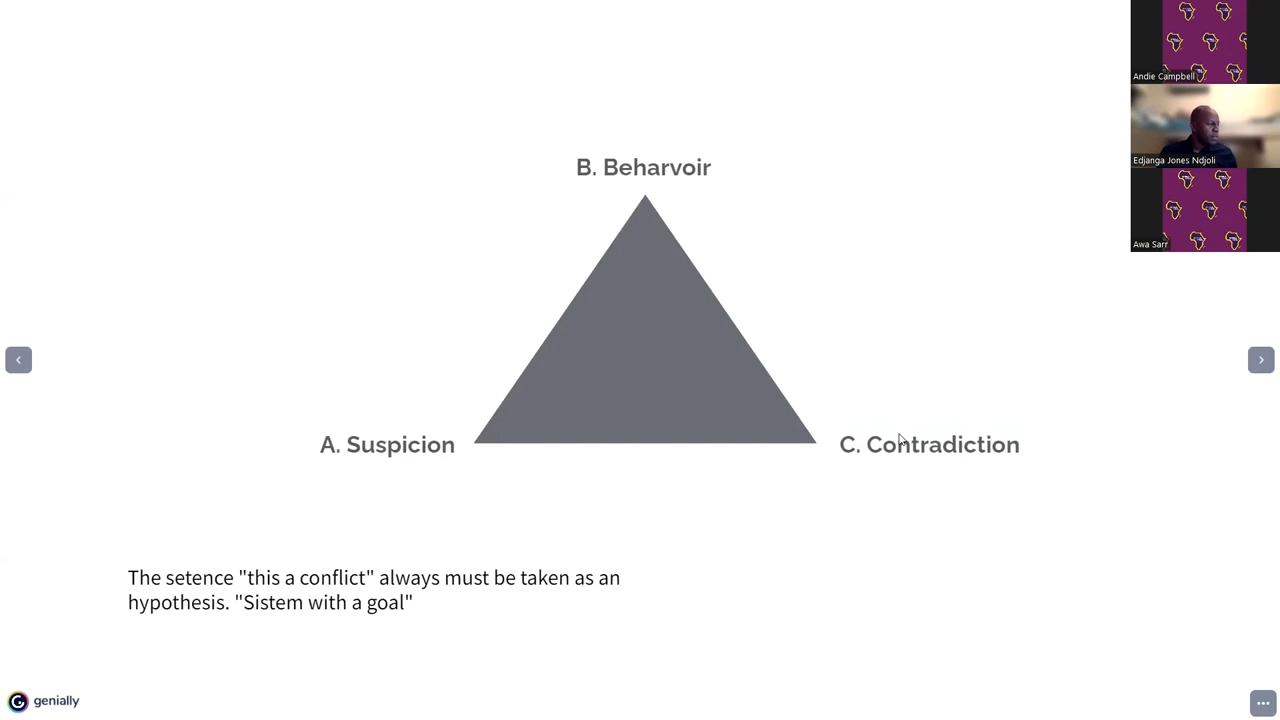 Andie Campbell
B. Beharvoir
Edjanga Jones Ndjoli
Awa Sarr
A. Suspicion
C. Contradiction
The setence "this a conflict" always must be taken as an
hypothesis. "Sistem with a goal"
genially